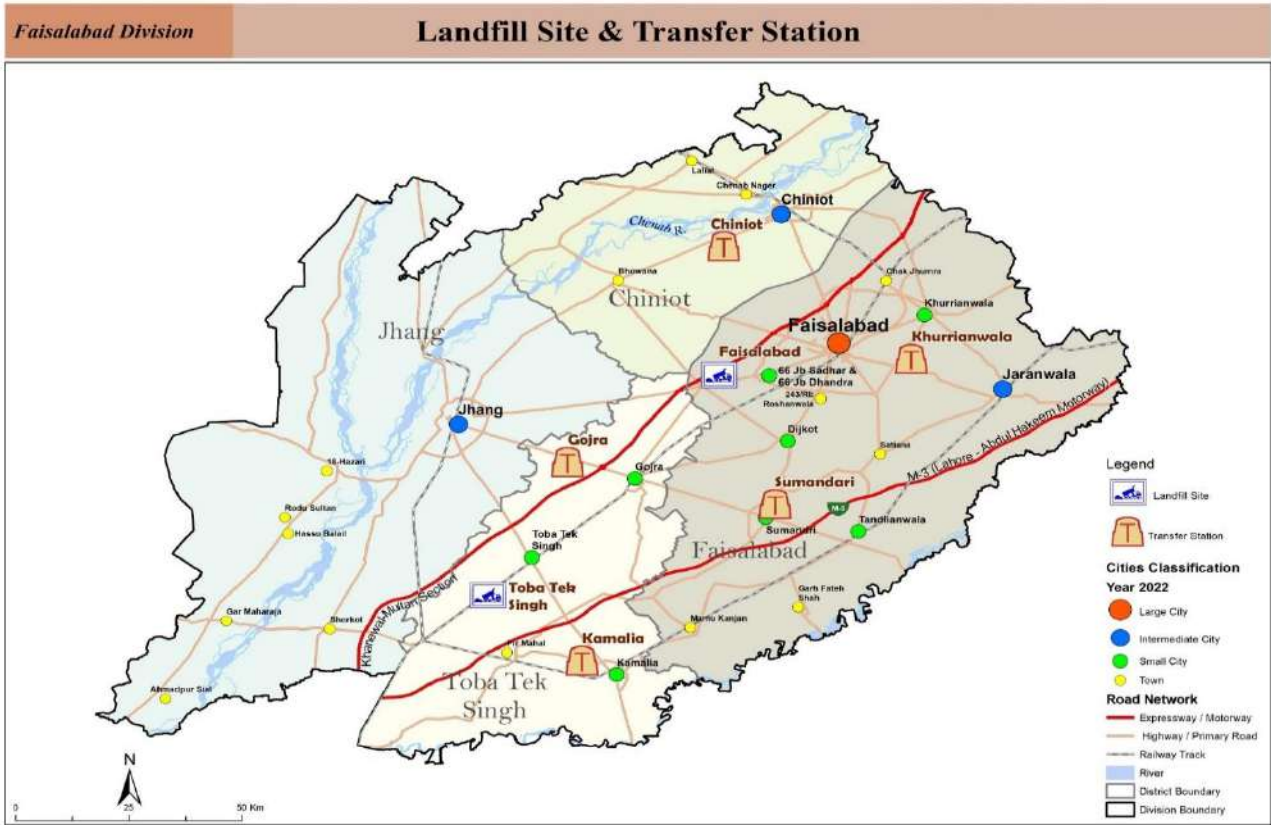 Faisalabad Division
Landfill Site & Transfer Station
Lalian
Chenab Nager
Chiniot
Chenab R.
Chiniot
Bhowana
Chiniot
Chak Jhumra
Khurrianwala
Jhang
Faisalabad
Khurrianwala
Faisalabad
66 Jb Sadhar &
66 Jb Dhandra
243/RB
Roshanwala
Jaranwala
Jhang
Dijkot
Gojra
Satiana
M-3 (Lahore - Abdul Hakeem Motorway)
18-Hazari
Gojra
Sumandari
M-3
Rodu Sultan
Hassu Balail
Sumandri
Tandlianwala
Toba Tek
Singh
Faisalabad
Toba Tek
Singh
Khanewal-Multan Section
Garh Fateh
Shah
Gar Maharaja
Shorkot
Mamu Kanjan
Kamalia
Pir Mahal
Kamalia
Toba Tek
Singh
Ahmadpur Sial
N
0 25 50 Km
Legend
Landfill Site
T Transfer Station
Cities Classification
Year 2022
Large City
Intermediate City
Small City
Town
Road Network
Expressway / Motorway
Highway / Primary Road
Railway Track
River
District Boundary
Division Boundary